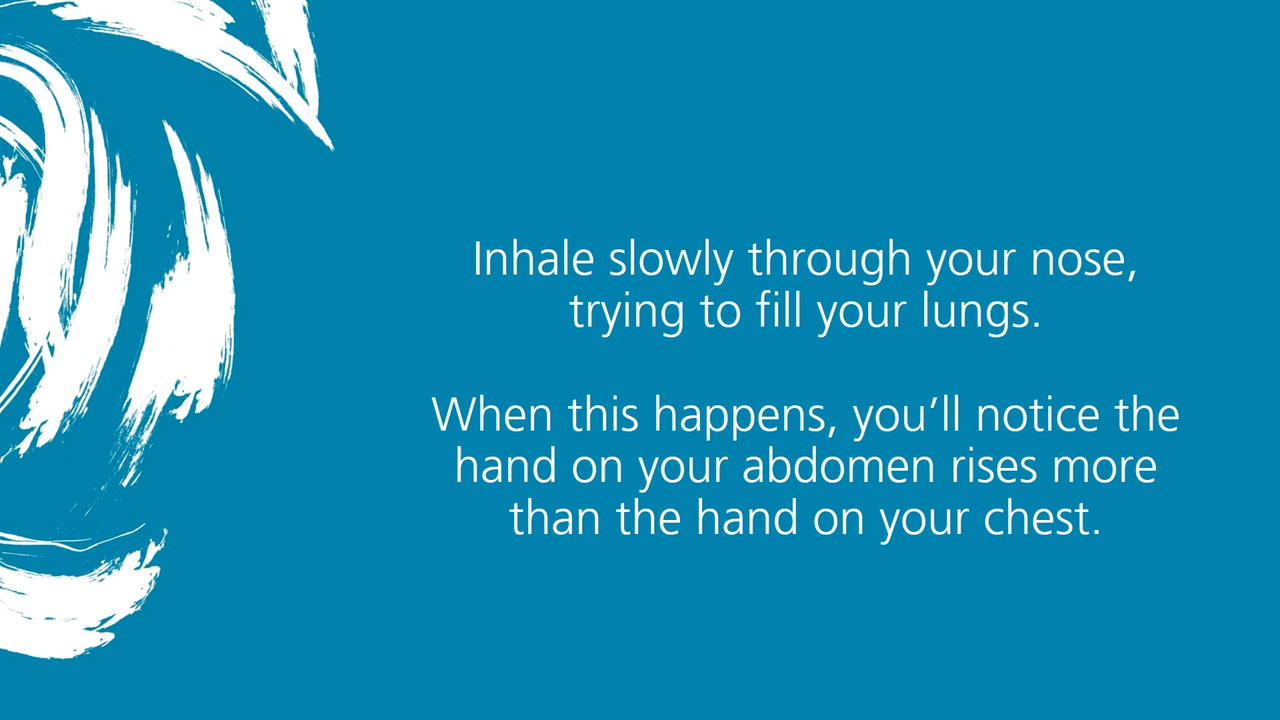 Inhale slowly through your nose,
trying to fill your lungs.
When this happens, you’ll notice the
hand on your abdomen rises more
than the hand on your chest.